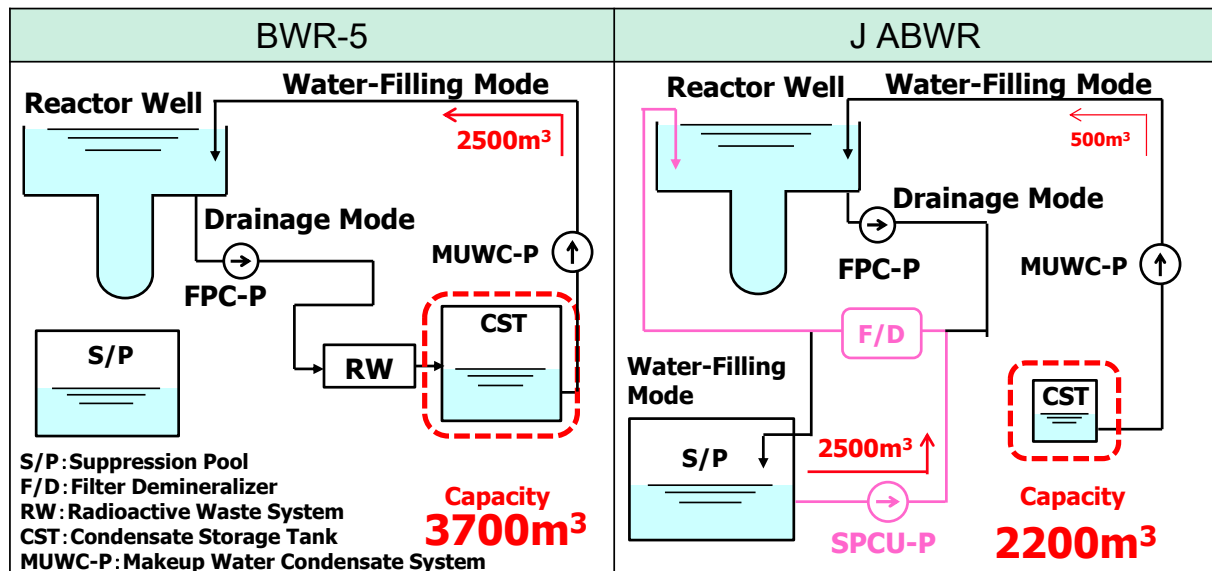 BWR-5
Water-Filling Mode
Reactor Well
2500m³
Drainage Mode
MUWC-P
FPC-P
CST
S/P
RW
S/P:Suppression Pool
F/D:Filter Demineralizer
RW:Radioactive Waste System
CST:Condensate Storage Tank
MUWC-P:Makeup Water Condensate System
Capacity
3700m³
J ABWR
Water-Filling Mode
Reactor Well
500m³
Drainage Mode
FPC-P
MUWC-P
F/D
Water-Filling
Mode
CST
S/P
2500m³
SPCU-P
Capacity
2200m³